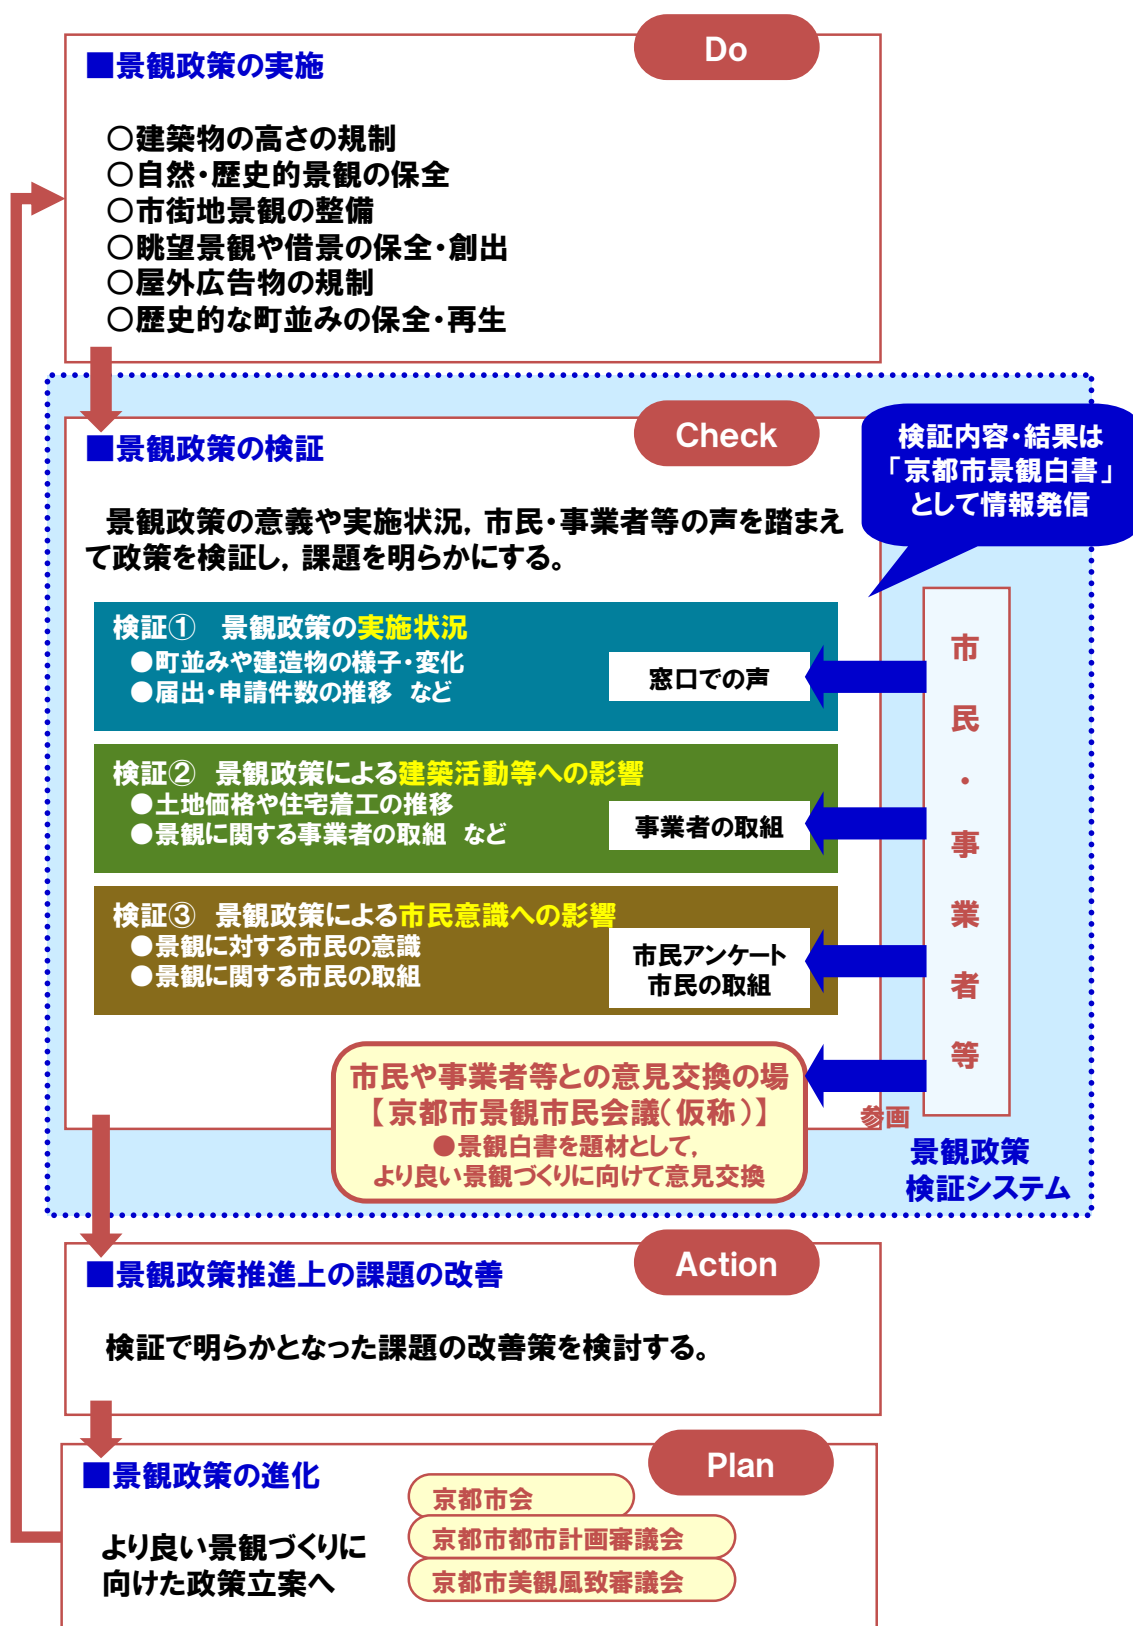 Do
■景観政策の実施
○建築物の高さの規制
○自然・歴史的景観の保全
○市街地景観の整備
○眺望景観や借景の保全・創出
○屋外広告物の規制
○歴史的な町並みの保全・再生
Check
■景観政策の検証
検証内容・結果は
「京都市景観白書」
として情報発信
景観政策の意義や実施状況，市民・事業者等の声を踏まえ
て政策を検証し，課題を明らかにする。
検証①　景観政策の実施状況
●町並みや建造物の様子・変化
●届出・申請件数の推移　など
窓口での声
検証②　景観政策による建築活動等への影響
●土地価格や住宅着工の推移
●景観に関する事業者の取組　など
事業者の取組
検証③　景観政策による市民意識への影響
●景観に対する市民の意識
●景観に関する市民の取組
市民アンケート
市民の取組
市民・事業者等
市民や事業者等との意見交換の場
【京都市景観市民会議（仮称）】
●景観白書を題材として，
より良い景観づくりに向けて意見交換
参画
景観政策
検証システム
Action
■景観政策推進上の課題の改善
検証で明らかとなった課題の改善策を検討する。
Plan
■景観政策の進化
より良い景観づくりに
向けた政策立案へ
京都市会
京都市都市計画審議会
京都市美観風致審議会